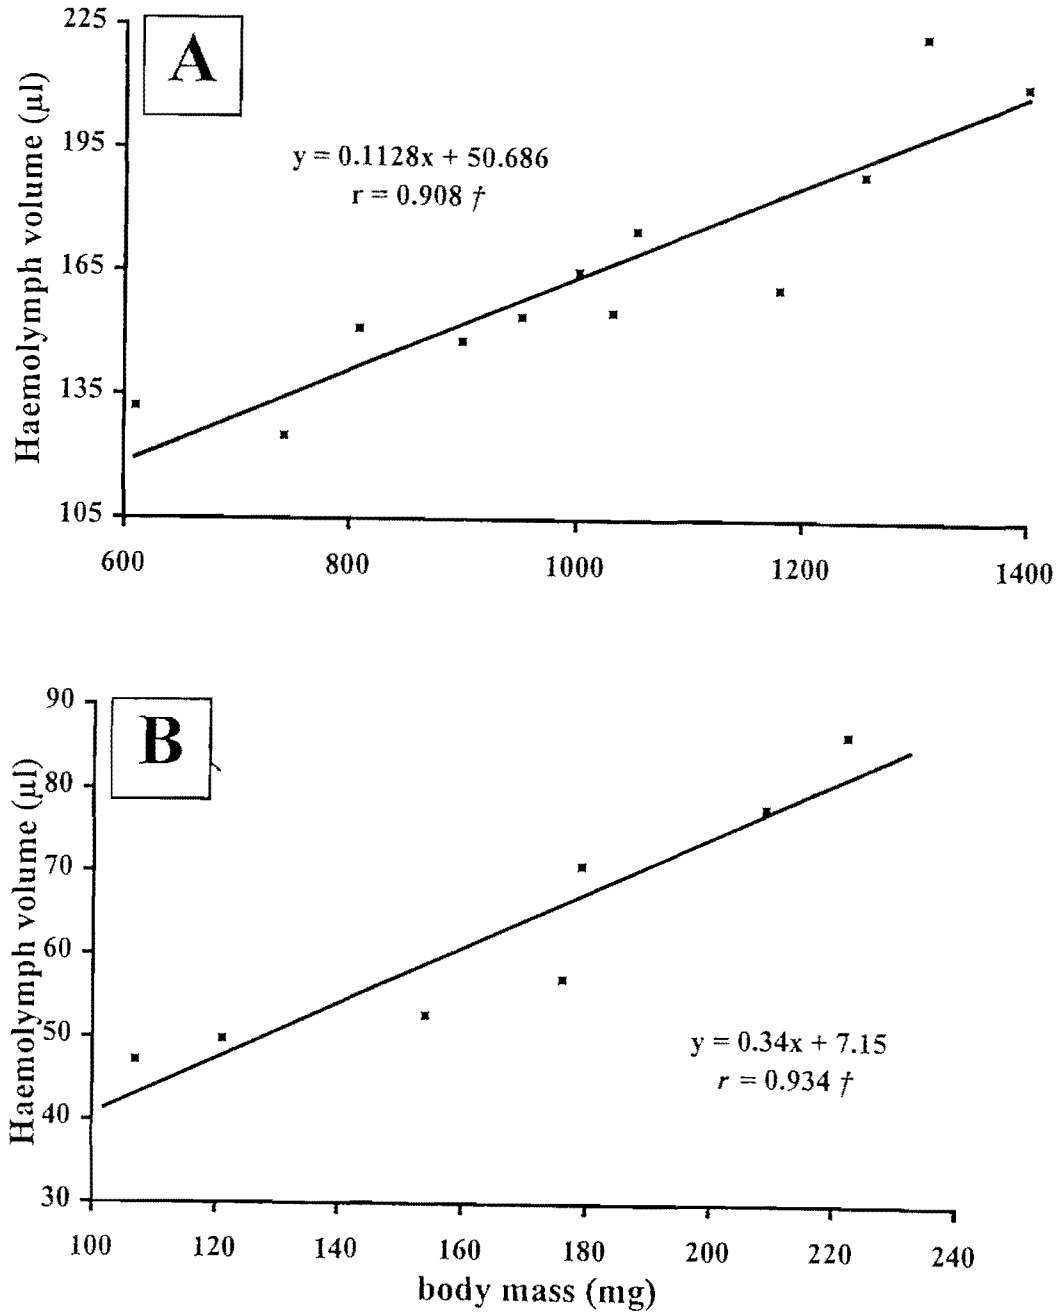 A
Haemolymph volume (µl)
225
195
165
135
105
y = 0.1128x + 50.686
r = 0.908 †
600 800 1000 1200 1400
B
Haemolymph volume (µl)
90
80
70
60
50
40
30
y = 0.34x + 7.15
r = 0.934 †
100 120 140 160 180 200 220 240
body mass (mg)